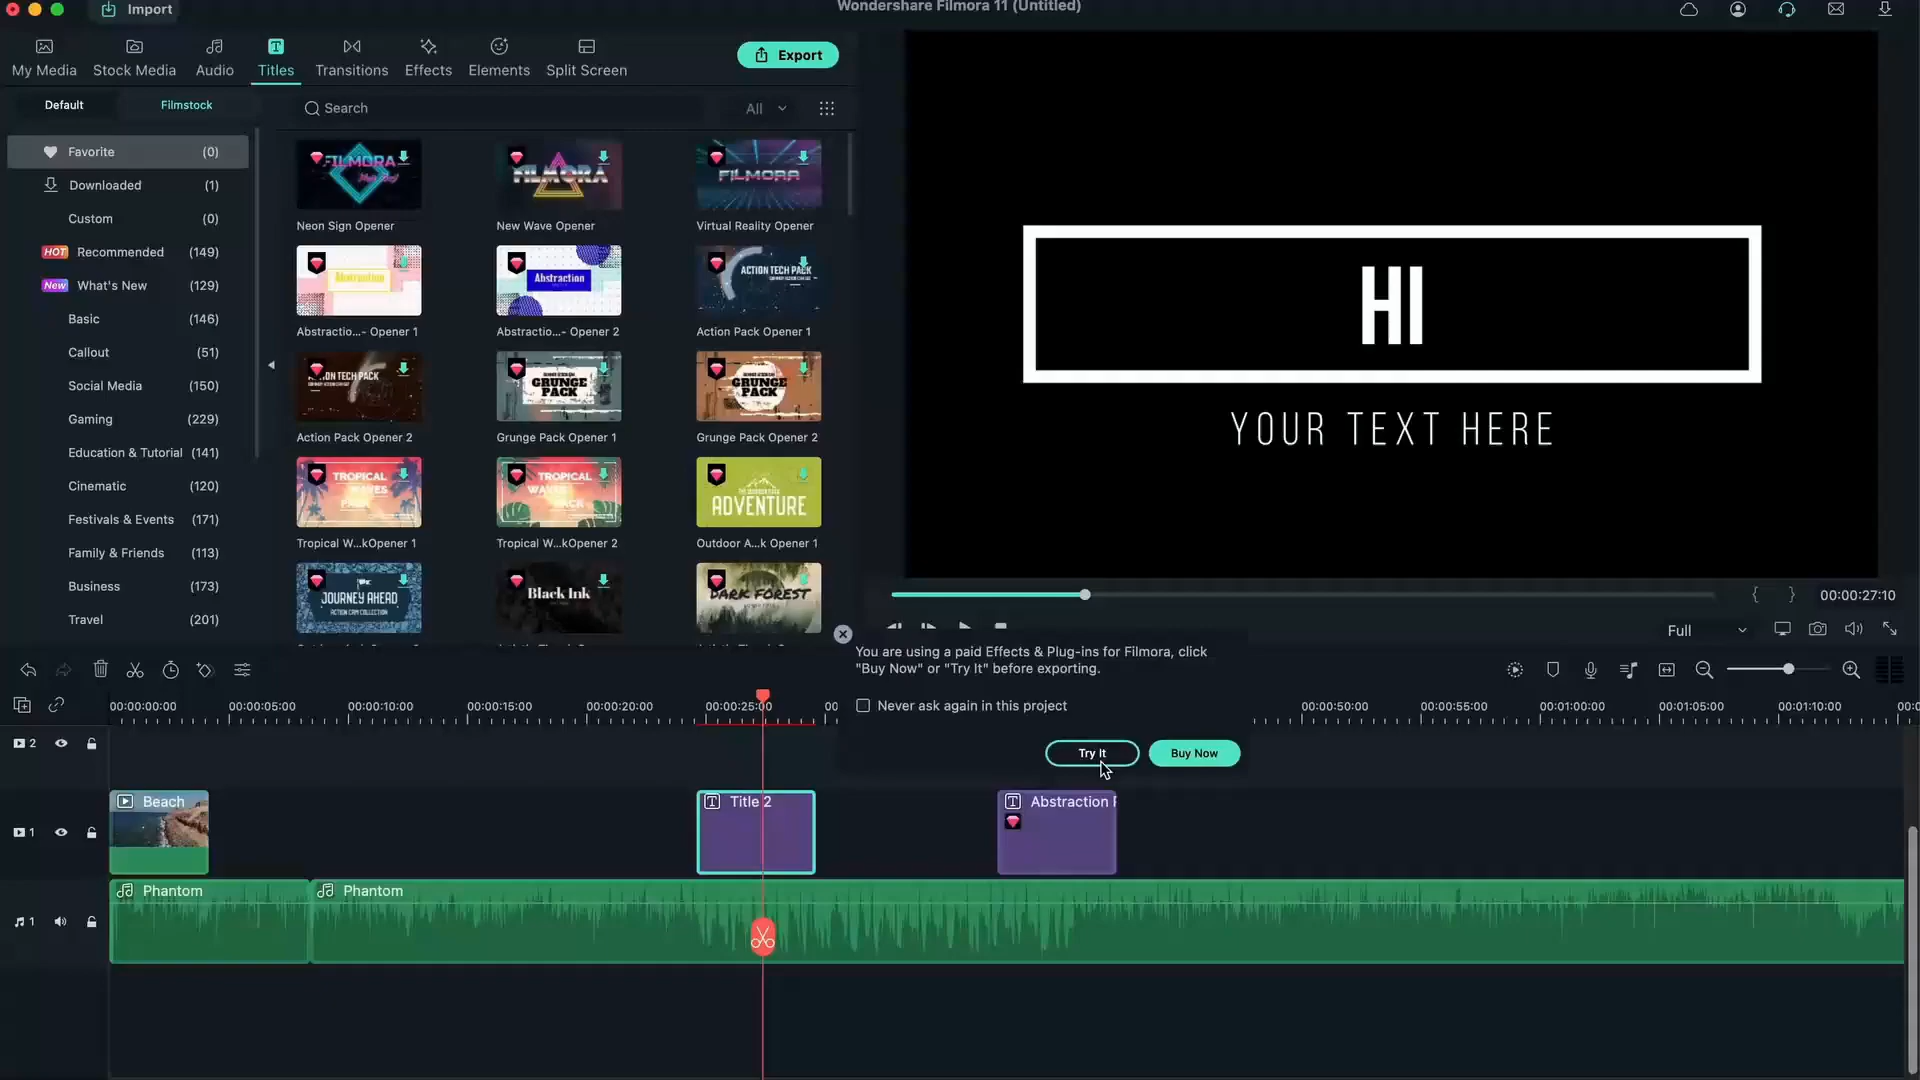 Wondershare Filmora 11 (Untitled)
Import
My Media
Stock Media
Audio
Titles
Transitions
Effects
Elements
Split Screen
Export
Default
Filmstock
Search
All
Favorite (0)
Downloaded (1)
Custom (0)
HOT Recommended (149)
New What's New (129)
Basic (146)
Callout (51)
Social Media (150)
Gaming (229)
Education & Tutorial (141)
Cinematic (120)
Festivals & Events (171)
Family & Friends (113)
Business (173)
Travel (201)
FILMORA
FILMORA
FILMORA
Neon Sign Opener
New Wave Opener
Virtual Reality Opener
Abstraction
Abstraction
ACTION TECH PACK
Abstractio...- Opener 1
Abstractio...- Opener 2
Action Pack Opener 1
GRUNGE
PACK
GRUNGE
PACK
Action Pack Opener 2
Grunge Pack Opener 1
Grunge Pack Opener 2
TROPICAL
WAVES
PACK
TROPICAL
WAVES
PACK
ADVENTURE
Tropical W...kOpener 1
Tropical W...kOpener 2
Outdoor A...k Opener 1
JOURNEY AHEAD
ACTION CAM COLLECTION
Black Ink
DARK FOREST
HI
YOUR TEXT HERE
{ }
00:00:27:10
Full
You are using a paid Effects & Plug-ins for Filmora, click
"Buy Now" or "Try It" before exporting.
Never ask again in this project
Try It
Buy Now
00:00:00:00
00:00:05:00
00:00:10:00
00:00:15:00
00:00:20:00
00:00:25:00
00:00:50:00
00:00:55:00
00:01:00:00
00:01:05:00
00:01:10:00
2
1
Beach
Title 2
Abstraction
1
Phantom
Phantom